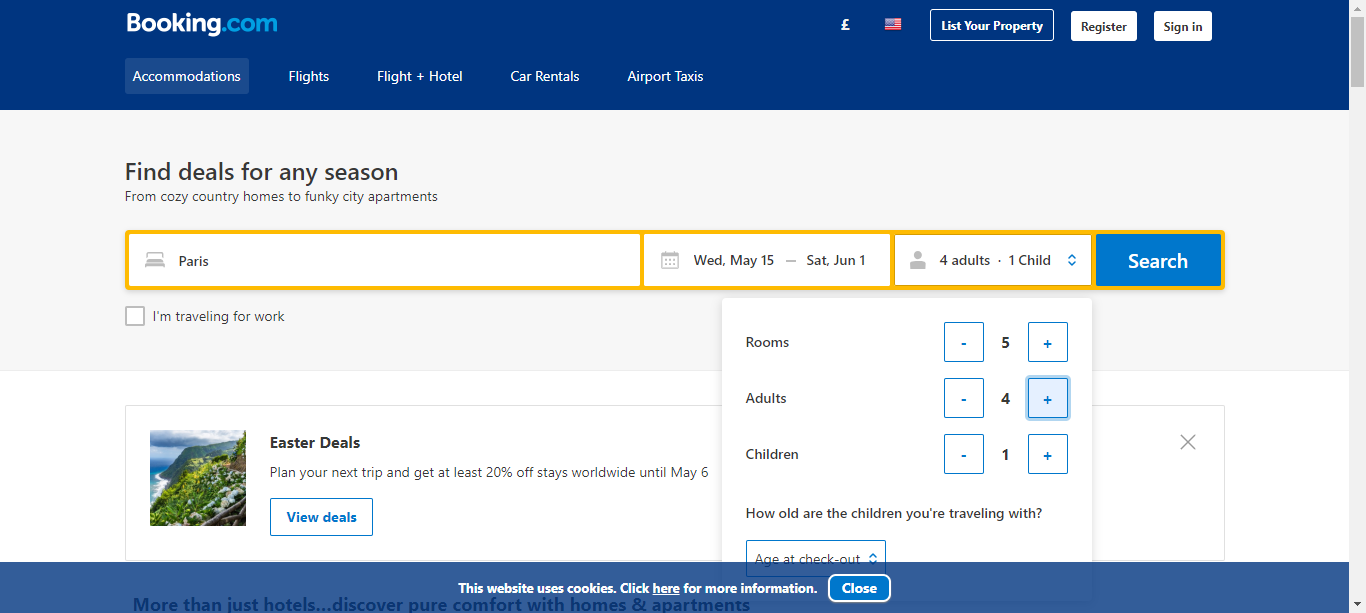 Booking.com
£
List Your Property
Register
Sign in
Accommodations
Flights
Flight + Hotel
Car Rentals
Airport Taxis
Find deals for any season
From cozy country homes to funky city apartments
Paris
Wed, May 15 — Sat, Jun 1
4 adults · 1 Child
Search
I'm traveling for work
Rooms
- 5 +
Adults
- 4 +
Children
- 1 +
How old are the children you're traveling with?
Age at check-out
Easter Deals
Plan your next trip and get at least 20% off stays worldwide until May 6
View deals
This website uses cookies. Click here for more information.
Close
More than just hotels...discover pure comfort with homes & apartments